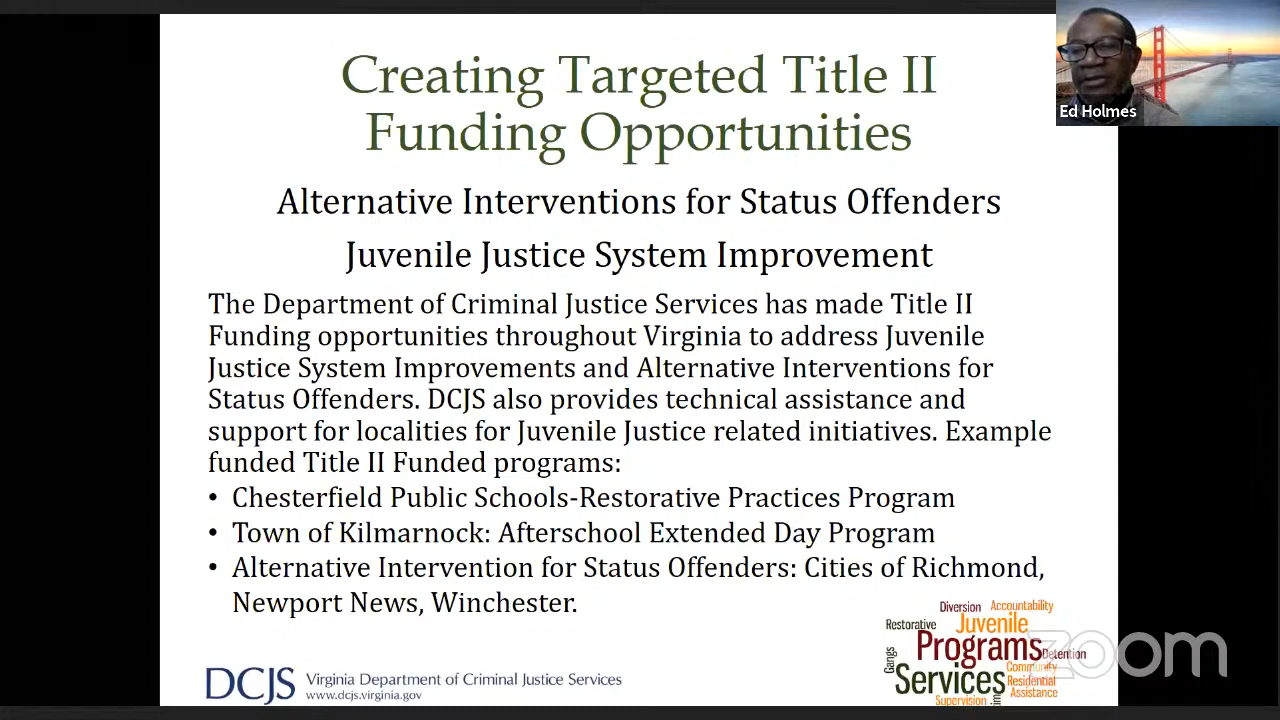 Creating Targeted Title II
Funding Opportunities
Ed Holmes
Alternative Interventions for Status Offenders
Juvenile Justice System Improvement
The Department of Criminal Justice Services has made Title II
Funding opportunities throughout Virginia to address Juvenile
Justice System Improvements and Alternative Interventions for
Status Offenders. DCJS also provides technical assistance and
support for localities for Juvenile Justice related initiatives. Example
funded Title II Funded programs:
• Chesterfield Public Schools-Restorative Practices Program
• Town of Kilmarnock: Afterschool Extended Day Program
• Alternative Intervention for Status Offenders: Cities of Richmond,
Newport News, Winchester.
Diversion Accountability
Restorative Juvenile
Gangs Programs Detention
Services Community
Residential
Assistance
Supervision
zoom
DCJS Virginia Department of Criminal Justice Services
www.dcjs.virginia.gov